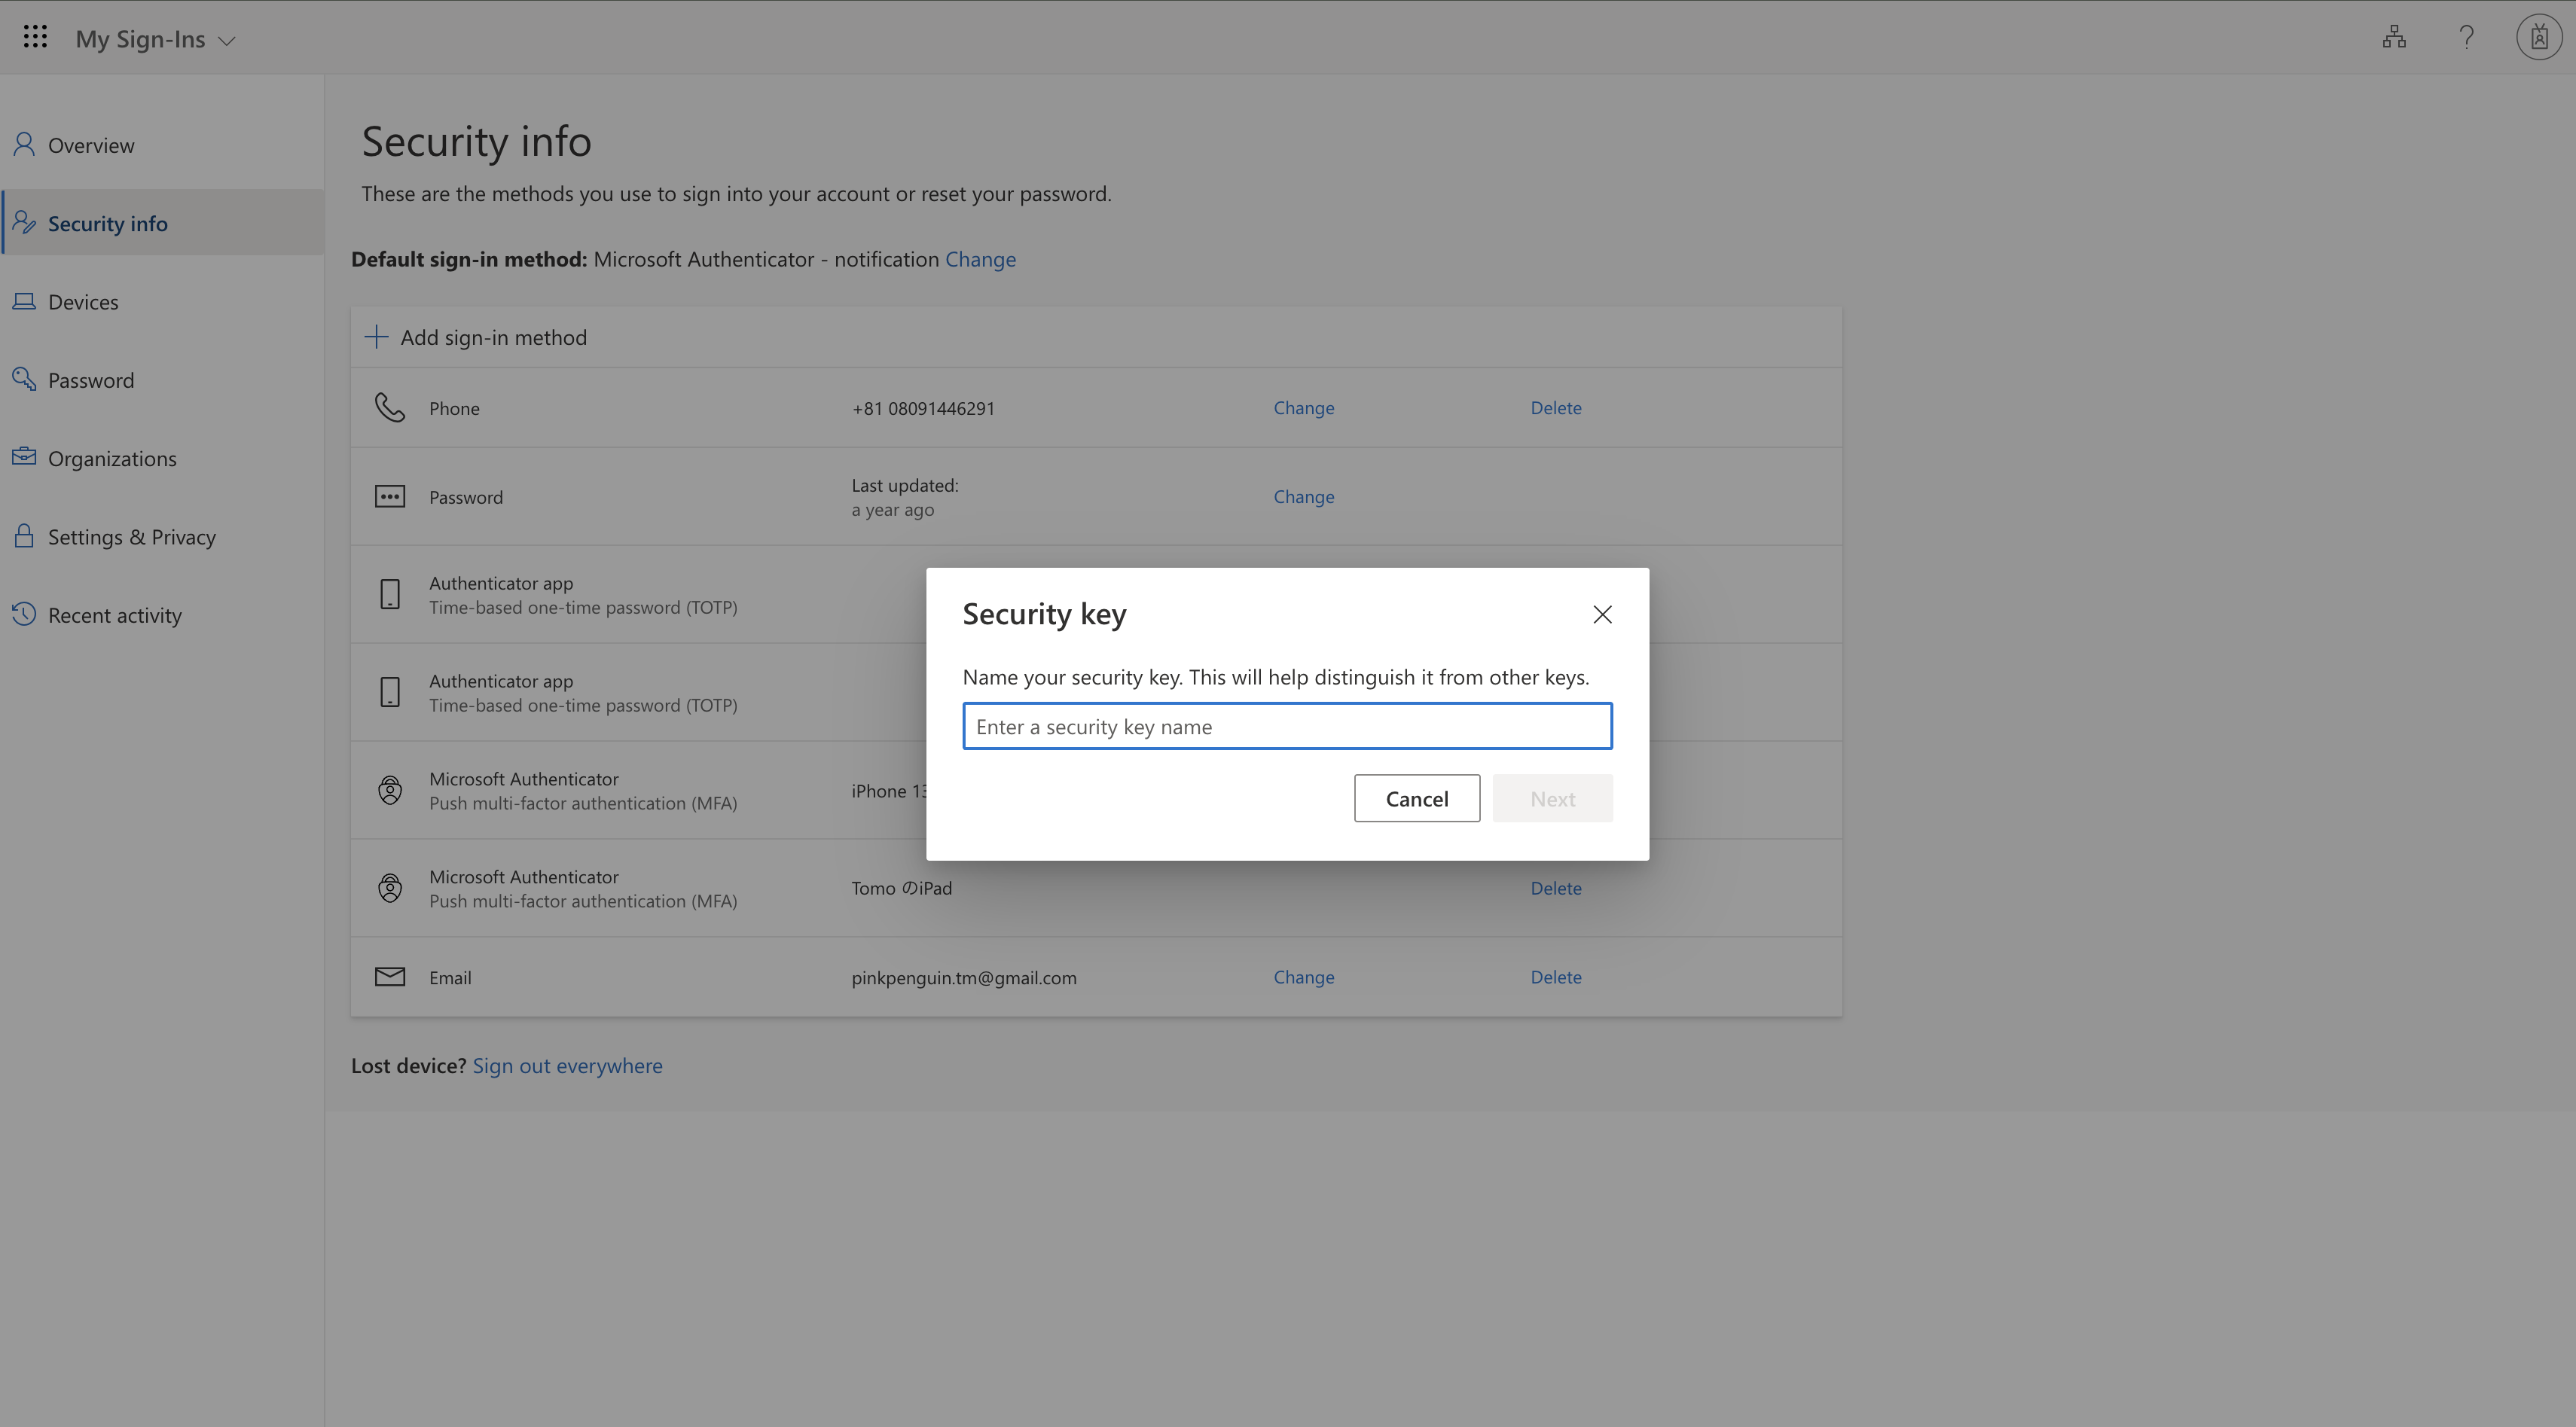 My Sign-Ins
Overview
Security info
Devices
Password
Organizations
Settings & Privacy
Recent activity
Security info
These are the methods you use to sign into your account or reset your password.
Default sign-in method: Microsoft Authenticator - notification Change
Add sign-in method
Phone +81 08091446291 Change Delete
Password Last updated: a year ago Change
Authenticator app
Time-based one-time password (TOTP)
Authenticator app
Time-based one-time password (TOTP)
Microsoft Authenticator
Push multi-factor authentication (MFA)
iPhone 13
Microsoft Authenticator
Push multi-factor authentication (MFA)
Tomo のiPad Delete
Email pinkpenguin.tm@gmail.com Change Delete
Lost device? Sign out everywhere
Security key
Name your security key. This will help distinguish it from other keys.
Enter a security key name
Cancel Next